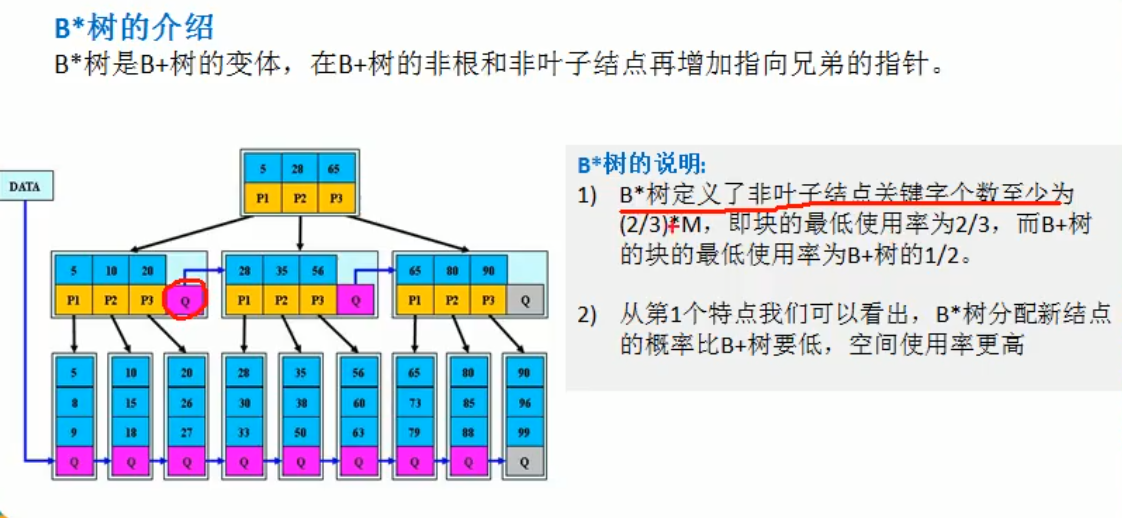 B*树的介绍
B*树是B+树的变体，在B+树的非根和非叶子结点再增加指向兄弟的指针。
DATA
5 28 65
P1 P2 P3
5 10 20
P1 P2 P3 Q
28 35 56
P1 P2 P3 Q
65 80 90
P1 P2 P3 Q
5 10 20 28 35 56 65 80 90
8 15 26 30 38 60 73 85 96
9 18 27 33 50 63 79 88 99
Q Q Q Q Q Q Q Q Q
B*树的说明:
1) B*树定义了非叶子结点关键字个数至少为
(2/3)*M，即块的最低使用率为2/3，而B+树
的块的最低使用率为B+树的1/2。
2) 从第1个特点我们可以看出，B*树分配新结点
的概率比B+树要低，空间使用率更高